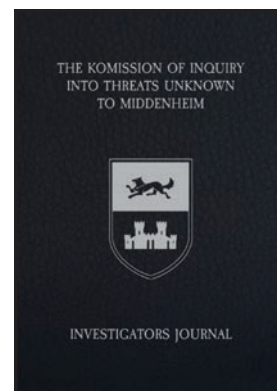 THE KOMISSION OF INQUIRY
INTO THREATS UNKNOWN
TO MIDDENHEIM
INVESTIGATORS JOURNAL